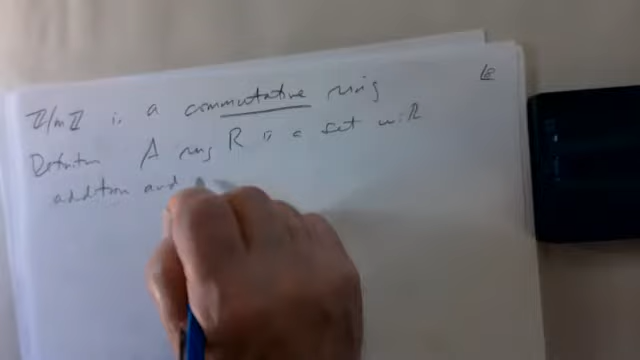 ℤ/mℤ is a commutative ring
Definition A ring R is a set with
addition and